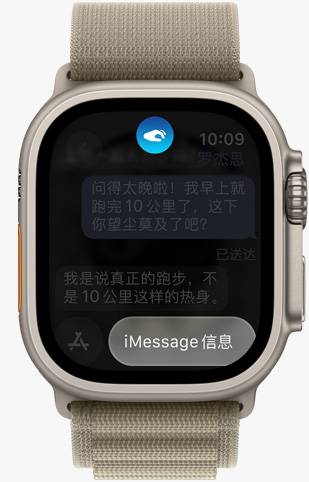 10:09
罗杰思
问得太晚啦！我早上就
跑完 10 公里了，这下
你望尘莫及了吧？
已送达
我是说真正的跑步，不
是 10 公里这样的热身。
iMessage 信息